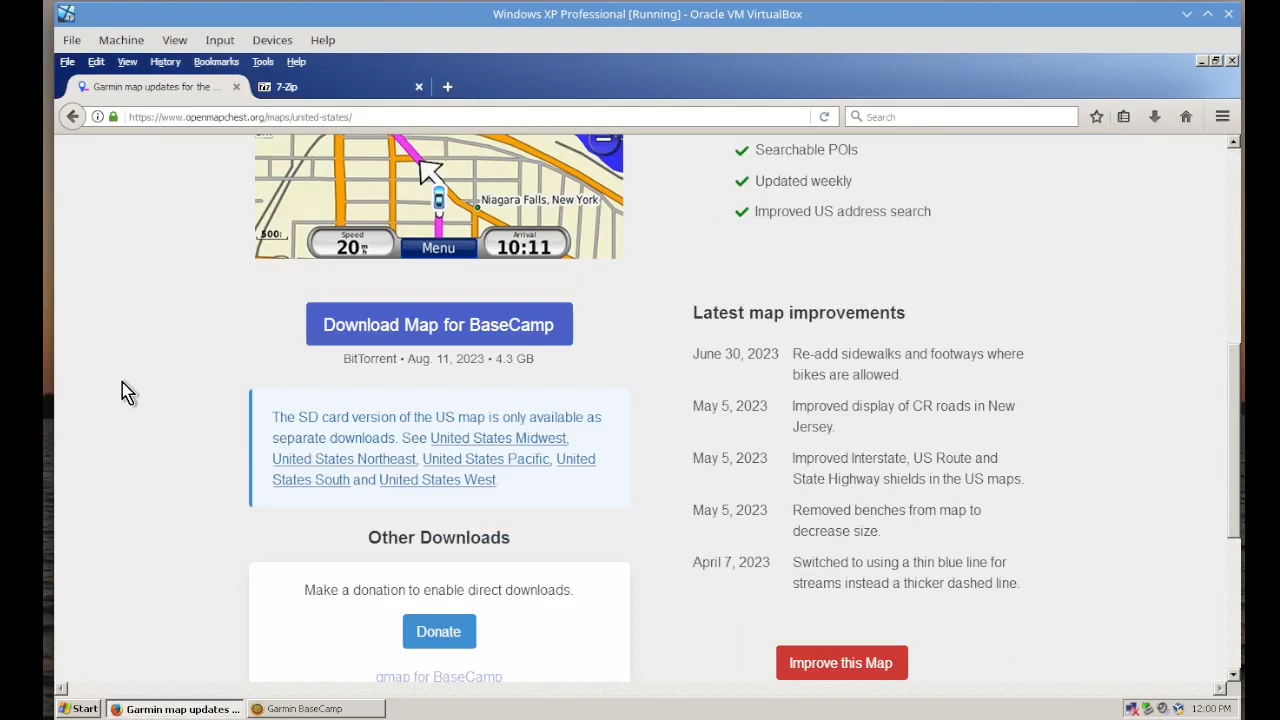 Windows XP Professional [Running] - Oracle VM VirtualBox
File Machine View Input Devices Help
File Edit View History Bookmarks Tools Help
Garmin map updates for the ...
7-Zip
https://www.openmapchest.org/maps/united-states/
Search
Niagara Falls, New York
500
Speed
20
Menu
Arrival
10:11
Searchable POIs
Updated weekly
Improved US address search
Download Map for BaseCamp
BitTorrent • Aug. 11, 2023 • 4.3 GB
The SD card version of the US map is only available as
separate downloads. See United States Midwest,
United States Northeast, United States Pacific, United
States South and United States West.
Other Downloads
Make a donation to enable direct downloads.
Donate
gmap for BaseCamp
Latest map improvements
June 30, 2023 Re-add sidewalks and footways where
bikes are allowed.
May 5, 2023 Improved display of CR roads in New
Jersey.
May 5, 2023 Improved Interstate, US Route and
State Highway shields in the US maps.
May 5, 2023 Removed benches from map to
decrease size.
April 7, 2023 Switched to using a thin blue line for
streams instead a thicker dashed line.
Improve this Map
Start
Garmin map updates ...
Garmin BaseCamp
12:00 PM